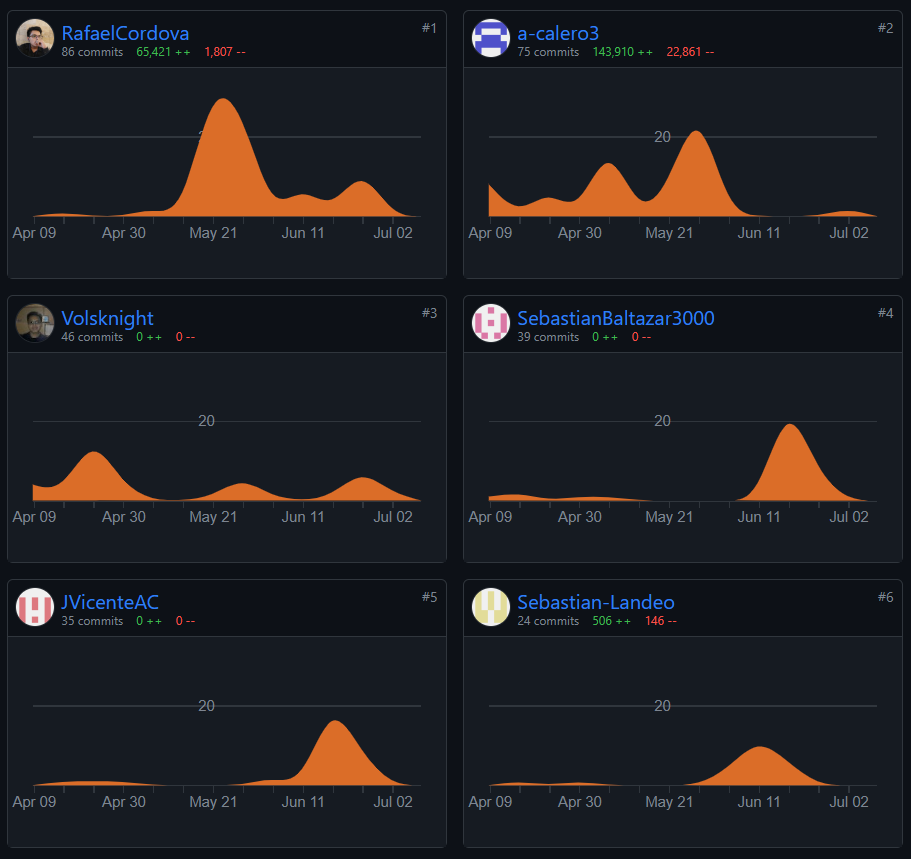 RafaelCordova
#1
86 commits 65,421 ++ 1,807 --
Apr 09 Apr 30 May 21 Jun 11 Jul 02
a-calero3
#2
75 commits 143,910 ++ 22,861 --
20
Apr 09 Apr 30 May 21 Jun 11 Jul 02
Volsknight
#3
46 commits 0 ++ 0 --
20
Apr 09 Apr 30 May 21 Jun 11 Jul 02
SebastianBaltazar3000
#4
39 commits 0 ++ 0 --
20
Apr 09 Apr 30 May 21 Jun 11 Jul 02
JVicenteAC
#5
35 commits 0 ++ 0 --
20
Apr 09 Apr 30 May 21 Jun 11 Jul 02
Sebastian-Landeo
#6
24 commits 506 ++ 146 --
20
Apr 09 Apr 30 May 21 Jun 11 Jul 02